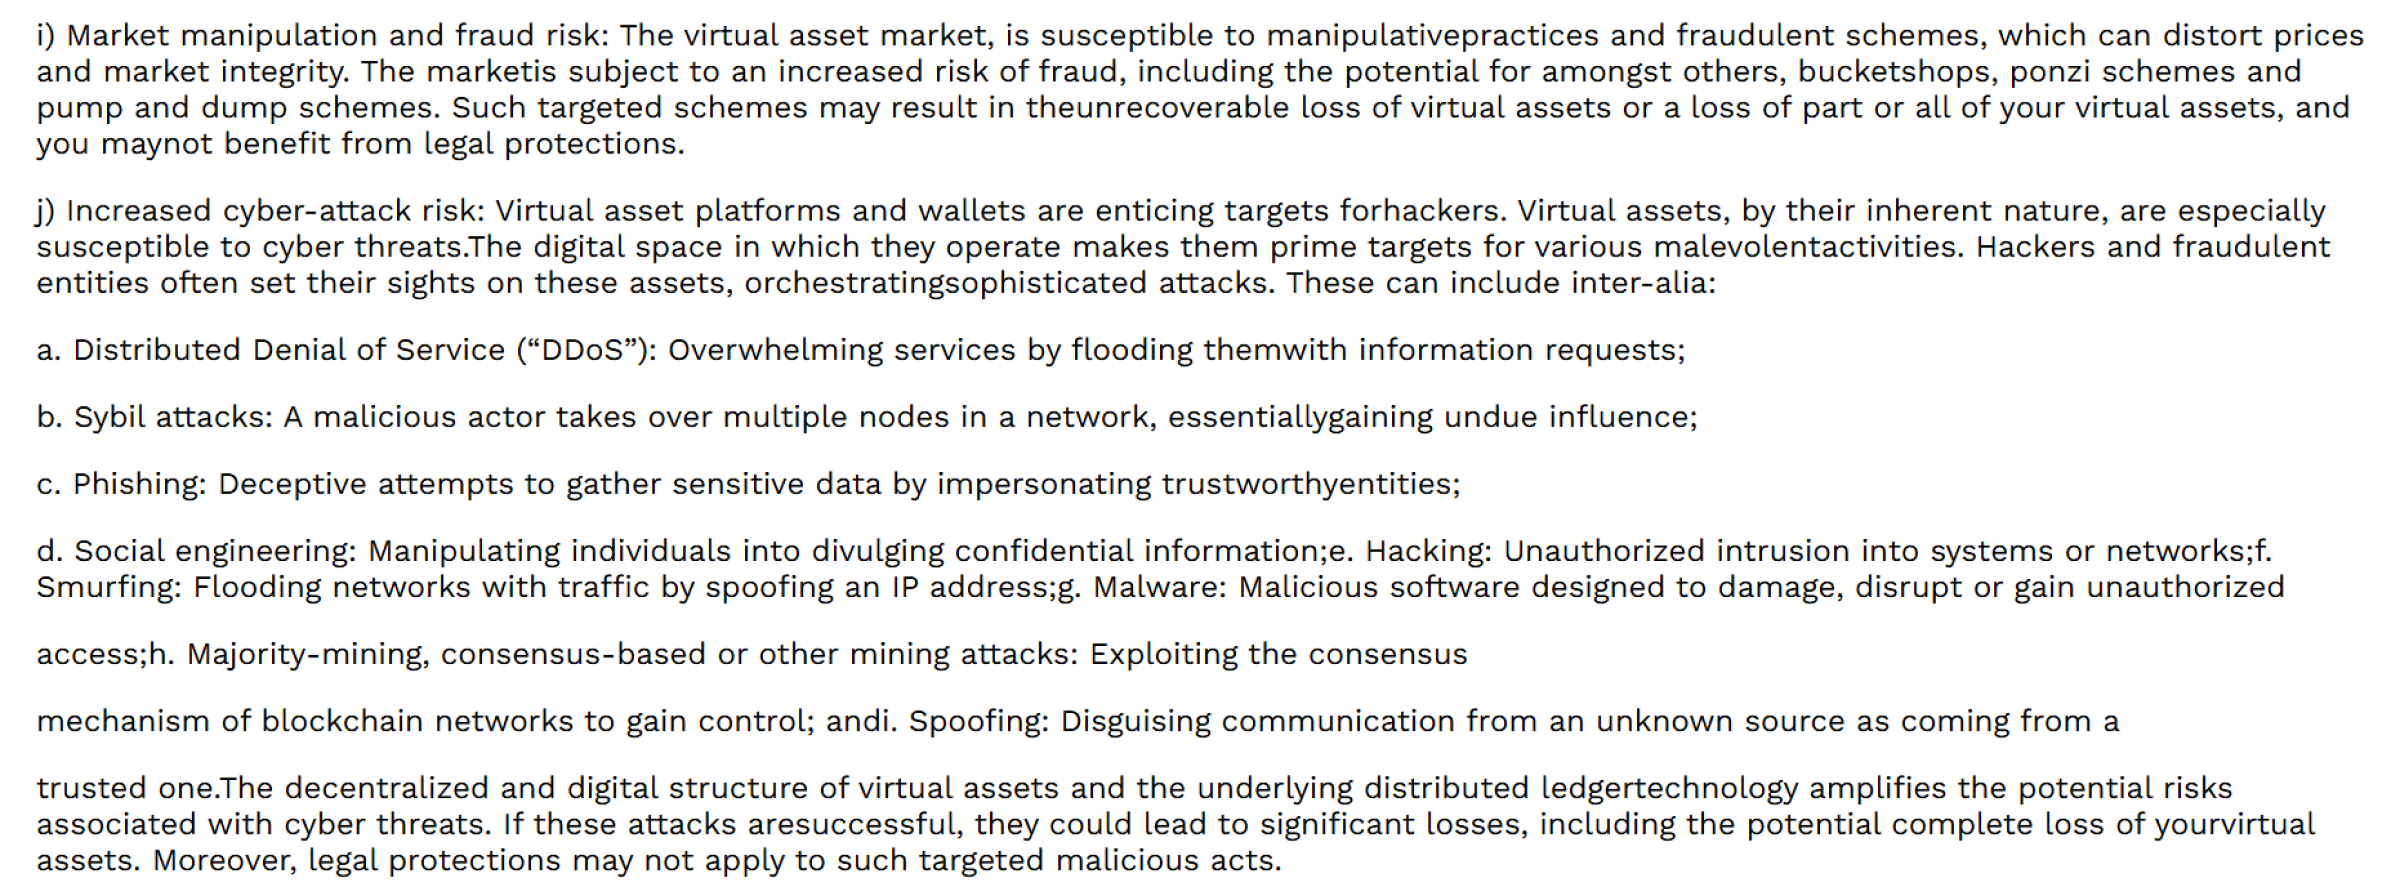 i) Market manipulation and fraud risk: The virtual asset market, is susceptible to manipulativepractices and fraudulent schemes, which can distort prices
and market integrity. The marketis subject to an increased risk of fraud, including the potential for amongst others, bucketshops, ponzi schemes and
pump and dump schemes. Such targeted schemes may result in theunrecoverable loss of virtual assets or a loss of part or all of your virtual assets, and
you maynot benefit from legal protections.
j) Increased cyber-attack risk: Virtual asset platforms and wallets are enticing targets forhackers. Virtual assets, by their inherent nature, are especially
susceptible to cyber threats.The digital space in which they operate makes them prime targets for various malevolentactivities. Hackers and fraudulent
entities often set their sights on these assets, orchestratingsophisticated attacks. These can include inter-alia:
a. Distributed Denial of Service (“DDoS”): Overwhelming services by flooding themwith information requests;
b. Sybil attacks: A malicious actor takes over multiple nodes in a network, essentiallygaining undue influence;
c. Phishing: Deceptive attempts to gather sensitive data by impersonating trustworthyentities;
d. Social engineering: Manipulating individuals into divulging confidential information;e. Hacking: Unauthorized intrusion into systems or networks;f.
Smurfing: Flooding networks with traffic by spoofing an IP address;g. Malware: Malicious software designed to damage, disrupt or gain unauthorized
access;h. Majority-mining, consensus-based or other mining attacks: Exploiting the consensus
mechanism of blockchain networks to gain control; andi. Spoofing: Disguising communication from an unknown source as coming from a
trusted one.The decentralized and digital structure of virtual assets and the underlying distributed ledgertechnology amplifies the potential risks
associated with cyber threats. If these attacks aresuccessful, they could lead to significant losses, including the potential complete loss of yourvirtual
assets. Moreover, legal protections may not apply to such targeted malicious acts.